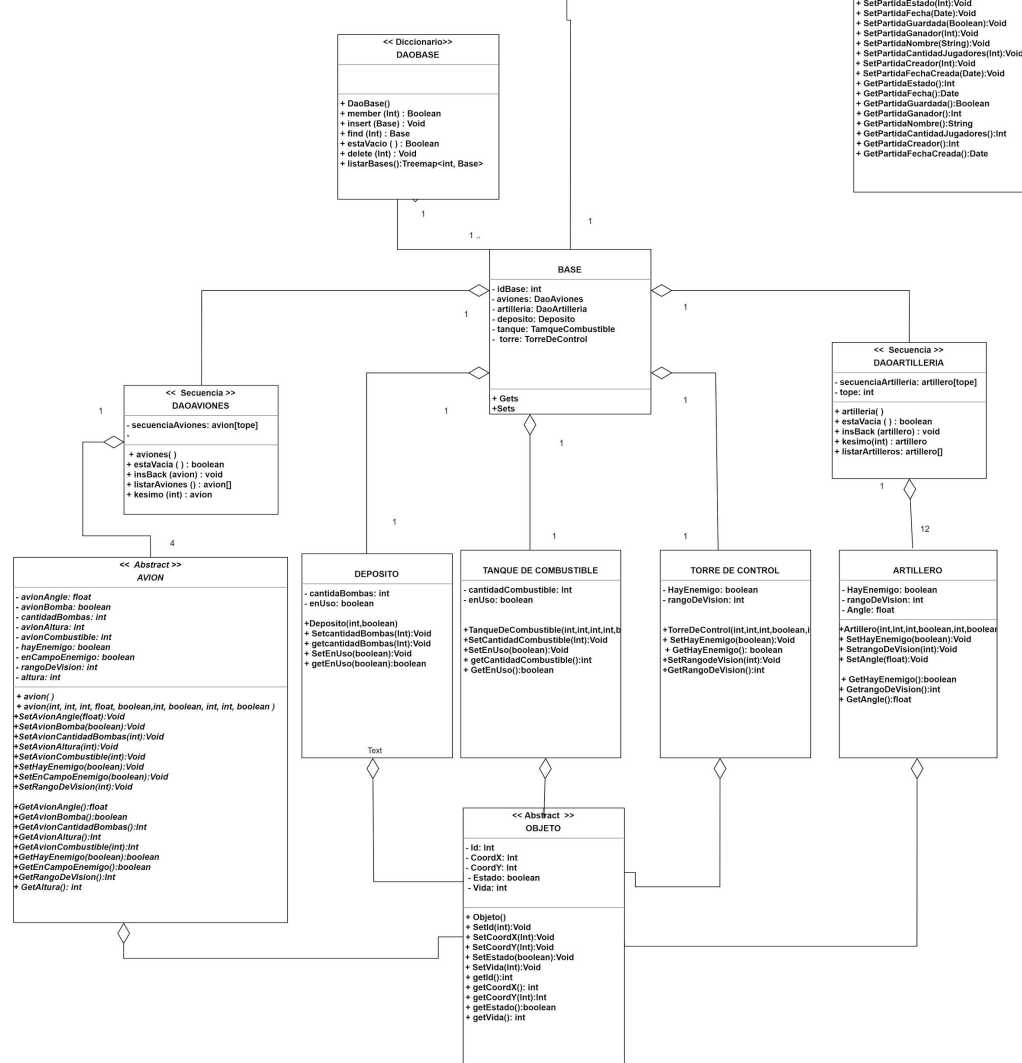 + SetPartidaEstado(Int):Void
+ SetPartidaFecha(Date):Void
+ SetPartidaGuardada(Boolean):Void
+ SetPartidaGanador(Int):Void
+ SetPartidaNombre(String):Void
+ SetPartidaCantidadJugadores(Int):Void
+ SetPartidaCreador(Int):Void
+ SetPartidaFechaCreada(Date):Void
+ GetPartidaEstado():Int
+ GetPartidaFecha():Date
+ GetPartidaGuardada():Boolean
+ GetPartidaGanador():Int
+ GetPartidaNombre():String
+ GetPartidaCantidadJugadores():Int
+ GetPartidaCreador():Int
+ GetPartidaFechaCreada():Date
<< Diccionario>>
DAOBASE
+ DaoBase()
+ member (Int) : Boolean
+ insert (Base) : Void
+ find (Int) : Base
+ estaVacio ( ) : Boolean
+ delete (Int) : Void
+ listarBases():Treemap<int, Base>
1
1 ..
1
BASE
- idBase: int
- aviones: DaoAviones
- artilleria: DaoArtilleria
- deposito: Deposito
- tanque: TamqueCombustible
- torre: TorreDeControl
+ Gets
+Sets
1
1
1
1
1
<< Secuencia >>
DAOAVIONES
- secuenciaAviones: avion[tope]
-
+ aviones( )
+ estaVacia ( ) : boolean
+ insBack (avion) : void
+ listarAviones () : avion[]
+ kesimo (int) : avion
1
4
<< Secuencia >>
DAOARTILLERIA
- secuenciaArtilleria: artillero[tope]
- tope: int
+ artilleria( )
+ estaVacia ( ) : boolean
+ insBack (artillero) : void
+ kesimo(int) : artillero
+ listarArtilleros: artillero[]
1
12
1
1
1
<< Abstract >>
AVION
- avionAngle: float
- avionBomba: boolean
- cantidadBombas: int
- avionAltura: int
- avionCombustible: int
- hayEnemigo: boolean
- enCampoEnemigo: boolean
- rangoDeVision: int
- altura: int
+ avion( )
+ avion(int, int, int, float, boolean,int, boolean, int, int, boolean )
+SetAvionAngle(float):Void
+SetAvionBomba(boolean):Void
+SetAvionCantidadBombas(int):Void
+SetAvionAltura(int):Void
+SetAvionCombustible(int):Void
+SetHayEnemigo(boolean):Void
+SetEnCampoEnemigo(boolean):Void
+SetRangoDeVision(int):Void
+GetAvionAngle():float
+GetAvionBomba():boolean
+GetAvionCantidadBombas():Int
+GetAvionAltura():Int
+GetAvionCombustible(int):Int
+GetHayEnemigo(boolean):boolean
+GetEnCampoEnemigo():boolean
+GetRangoDeVision():Int
+ GetAltura(): int
DEPOSITO
- cantidaBombas: int
- enUso: boolean
+Deposito(int,boolean)
+ SetcantidadBombas(Int):Void
+ getcantidadBombas(Int):Void
+ SetEnUso(boolean):Void
+ getEnUso(boolean):boolean
Text
TANQUE DE COMBUSTIBLE
- cantidadCombustible: Int
- enUso: boolean
+TanqueDeCombustible(int,int,int,int,b
+SetCantidadCombustible(Int):Void
+SetEnUso(boolean):Void
+ getCantidadCombustible():int
+ GetEnUso():boolean
TORRE DE CONTROL
- HayEnemigo: boolean
- rangoDeVision: int
+TorreDeControl(int,int,int,boolean,i
+ SetHayEnemigo(boolean):Void
+ GetHayEnemigo(): boolean
+SetRangodeVision(int):Void
+GetRangoDeVision():int
ARTILLERO
- HayEnemigo: boolean
- rangoDeVision: int
- Angle: float
+Artillero(int,int,int,boolean,int,boolean
+ SetHayEnemigo(boolean):Void
+ SetrangoDeVision(int):Void
+ SetAngle(float):Void
+ GetHayEnemigo():boolean
+ GetrangoDeVision():int
+ GetAngle():float
<< Abstract >>
OBJETO
- Id: Int
- CoordX: Int
- CoordY: Int
- Estado: boolean
- Vida: int
+ Objeto()
+ SetId(int):Void
+ SetCoordX(Int):Void
+ SetCoordY(Int):Void
+ SetEstado(boolean):Void
+ SetVida(Int):Void
+ getId():int
+ getCoordX(): int
+ getCoordY(Int):Int
+ getEstado():boolean
+ getVida(): int